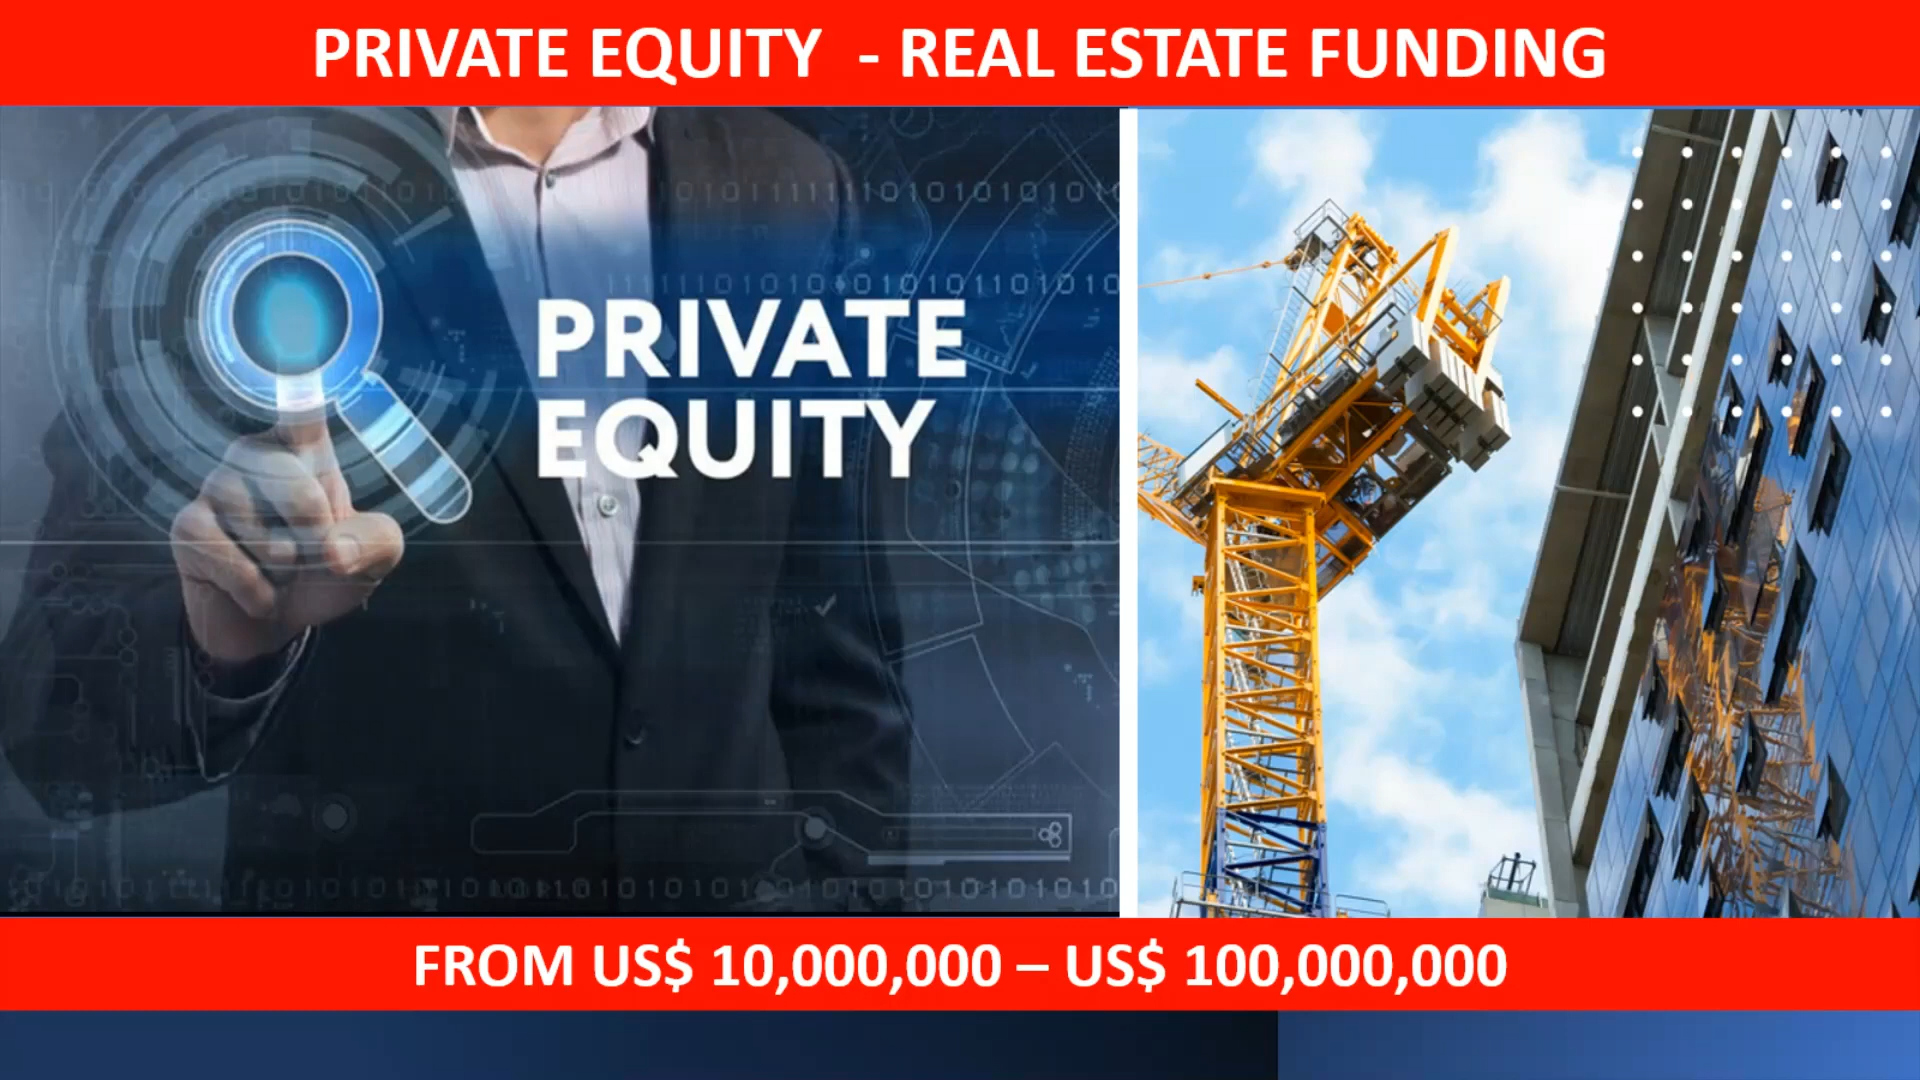 PRIVATE EQUITY  - REAL ESTATE FUNDING
PRIVATE
EQUITY
FROM US$ 10,000,000 – US$ 100,000,000